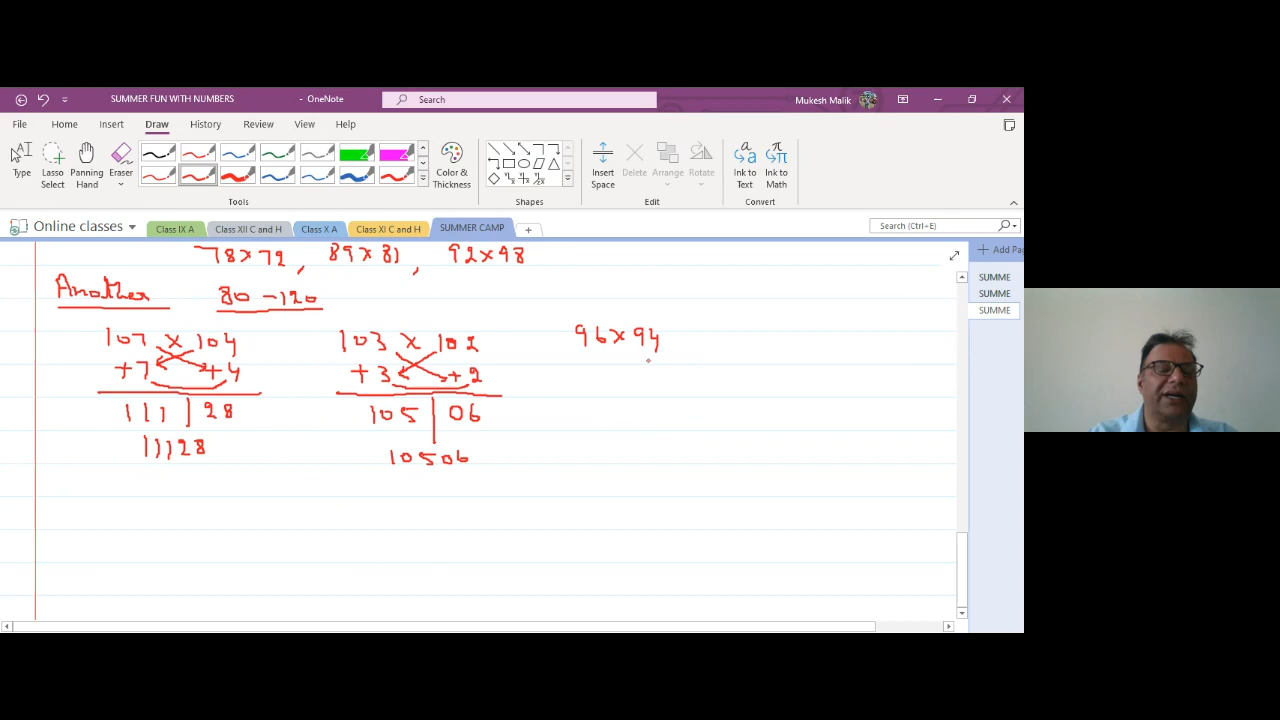 SUMMER FUN WITH NUMBERS - OneNote
Search
Mukesh Malik
File Home Insert Draw History Review View Help
Type Lasso Select Panning Hand Eraser Color & Thickness Insert Space Delete Arrange Rotate Ink to Text Ink to Math
Tools Shapes Edit Convert
Online classes Class IX A Class XII C and H Class X A Class XI C and H SUMMER CAMP +
Search (Ctrl+E)
+ Add Pag
SUMME
SUMME
SUMME
78 × 72, 89 × 81, 92 × 98
Another 80 - 120
107 × 104 103 × 102 96 × 94
+7 +4 +3 +2
111 | 28 105 | 06
11128 10506